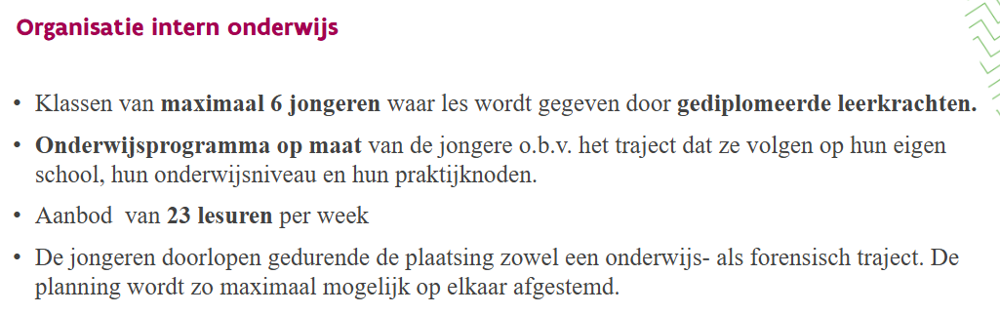 Organisatie intern onderwijs
• Klassen van maximaal 6 jongeren waar les wordt gegeven door gediplomeerde leerkrachten.
• Onderwijsprogramma op maat van de jongere o.b.v. het traject dat ze volgen op hun eigen
school, hun onderwijsniveau en hun praktijknoden.
• Aanbod van 23 lesuren per week
• De jongeren doorlopen gedurende de plaatsing zowel een onderwijs- als forensisch traject. De
planning wordt zo maximaal mogelijk op elkaar afgestemd.